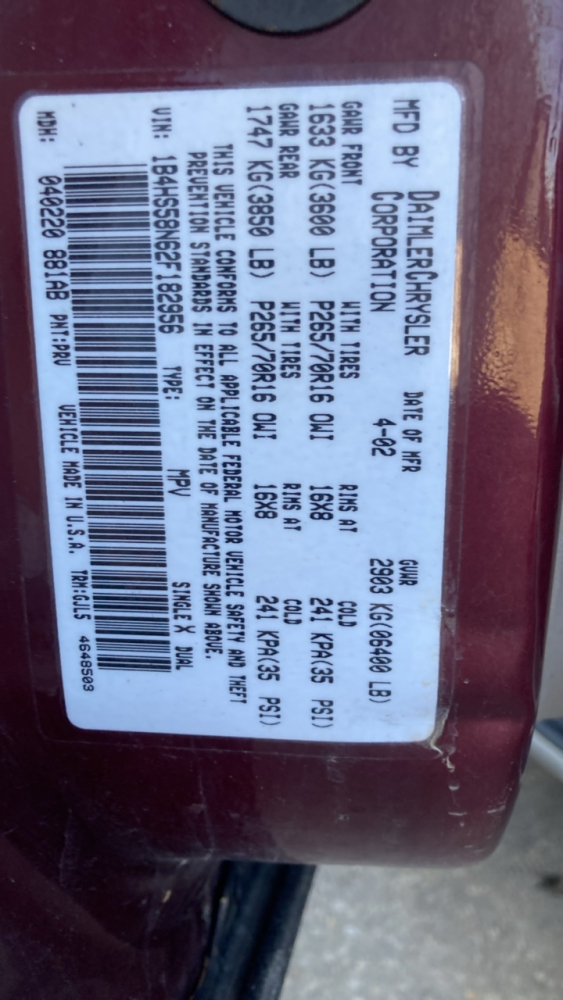 MFD BY DAIMLERCHRYSLER CORPORATION DATE OF MFR 4-02 GVWR 2903 KG(06400 LB)
GAWR FRONT WITH TIRES RIMS AT COLD
1633 KG(3600 LB) P265/70R16 OWI 16X8 241 KPA(35 PSI)
GAWR REAR WITH TIRES RIMS AT COLD
1747 KG(3850 LB) P265/70R16 OWI 16X8 241 KPA(35 PSI)
THIS VEHICLE CONFORMS TO ALL APPLICABLE FEDERAL MOTOR VEHICLE SAFETY AND THEFT
PREVENTION STANDARDS IN EFFECT ON THE DATE OF MANUFACTURE SHOWN ABOVE.
VIN: 1B4HS58N62F182956 TYPE: MPV SINGLE X DUAL
MDH: 040220 881AB PNT:PRV VEHICLE MADE IN U.S.A. TRM:GJL5 4648503